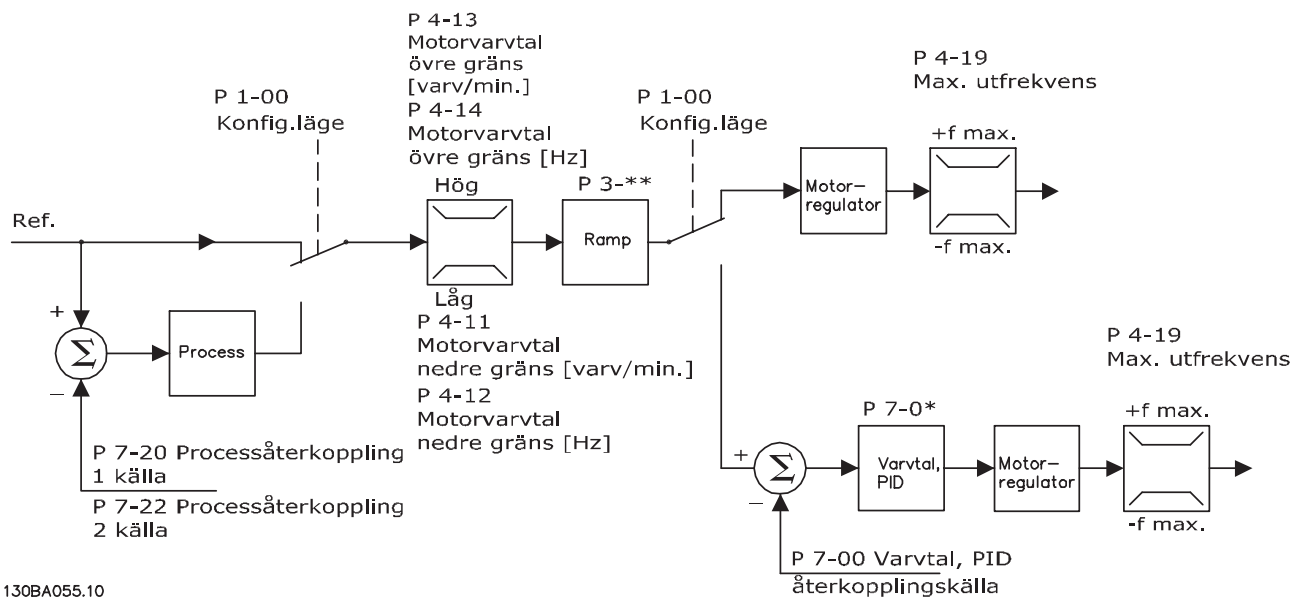 P 4-13
Motorvarvtal
övre gräns
[varv/min.]
P 4-14
Motorvarvtal
övre gräns [Hz]
P 1-00
Konfig.läge
P 1-00
Konfig.läge
P 4-19
Max. utfrekvens
Hög
P 3-**
+f max.
Ref.
Ramp
Motor-
regulator
-f max.
Låg
+
Σ
Process
−
P 4-11
Motorvarvtal
nedre gräns [varv/min.]
P 4-12
Motorvarvtal
nedre gräns [Hz]
P 4-19
Max. utfrekvens
P 7-20 Processåterkoppling
1 källa
P 7-22 Processåterkoppling
2 källa
P 7-0*
+f max.
+
Σ
Varvtal,
PID
Motor-
regulator
−
-f max.
P 7-00 Varvtal, PID
återkopplingskälla
130BA055.10